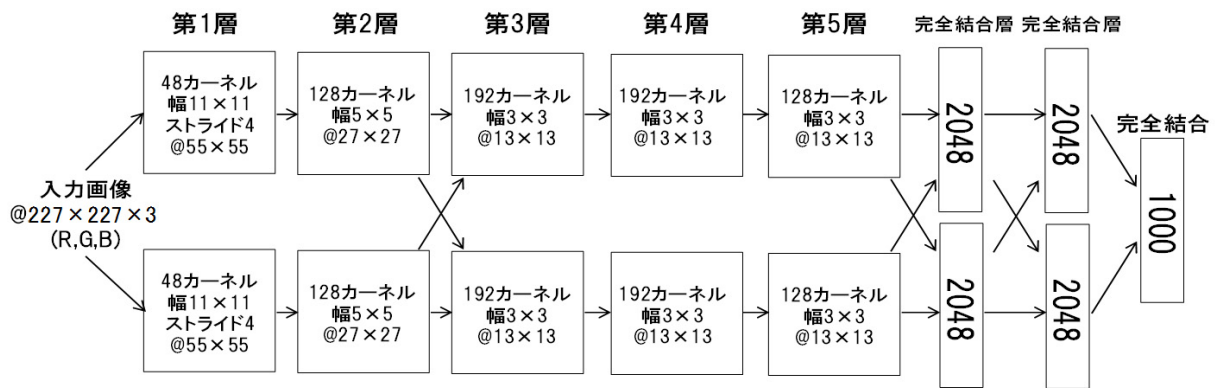 第1層
第2層
第3層
第4層
第5層
完全結合層
完全結合層
48カーネル
幅11×11
ストライド4
@55×55
128カーネル
幅5×5
@27×27
192カーネル
幅3×3
@13×13
192カーネル
幅3×3
@13×13
128カーネル
幅3×3
@13×13
2048
2048
完全結合
1000
入力画像
@227×227×3
(R,G,B)
48カーネル
幅11×11
ストライド4
@55×55
128カーネル
幅5×5
@27×27
192カーネル
幅3×3
@13×13
192カーネル
幅3×3
@13×13
128カーネル
幅3×3
@13×13
2048
2048